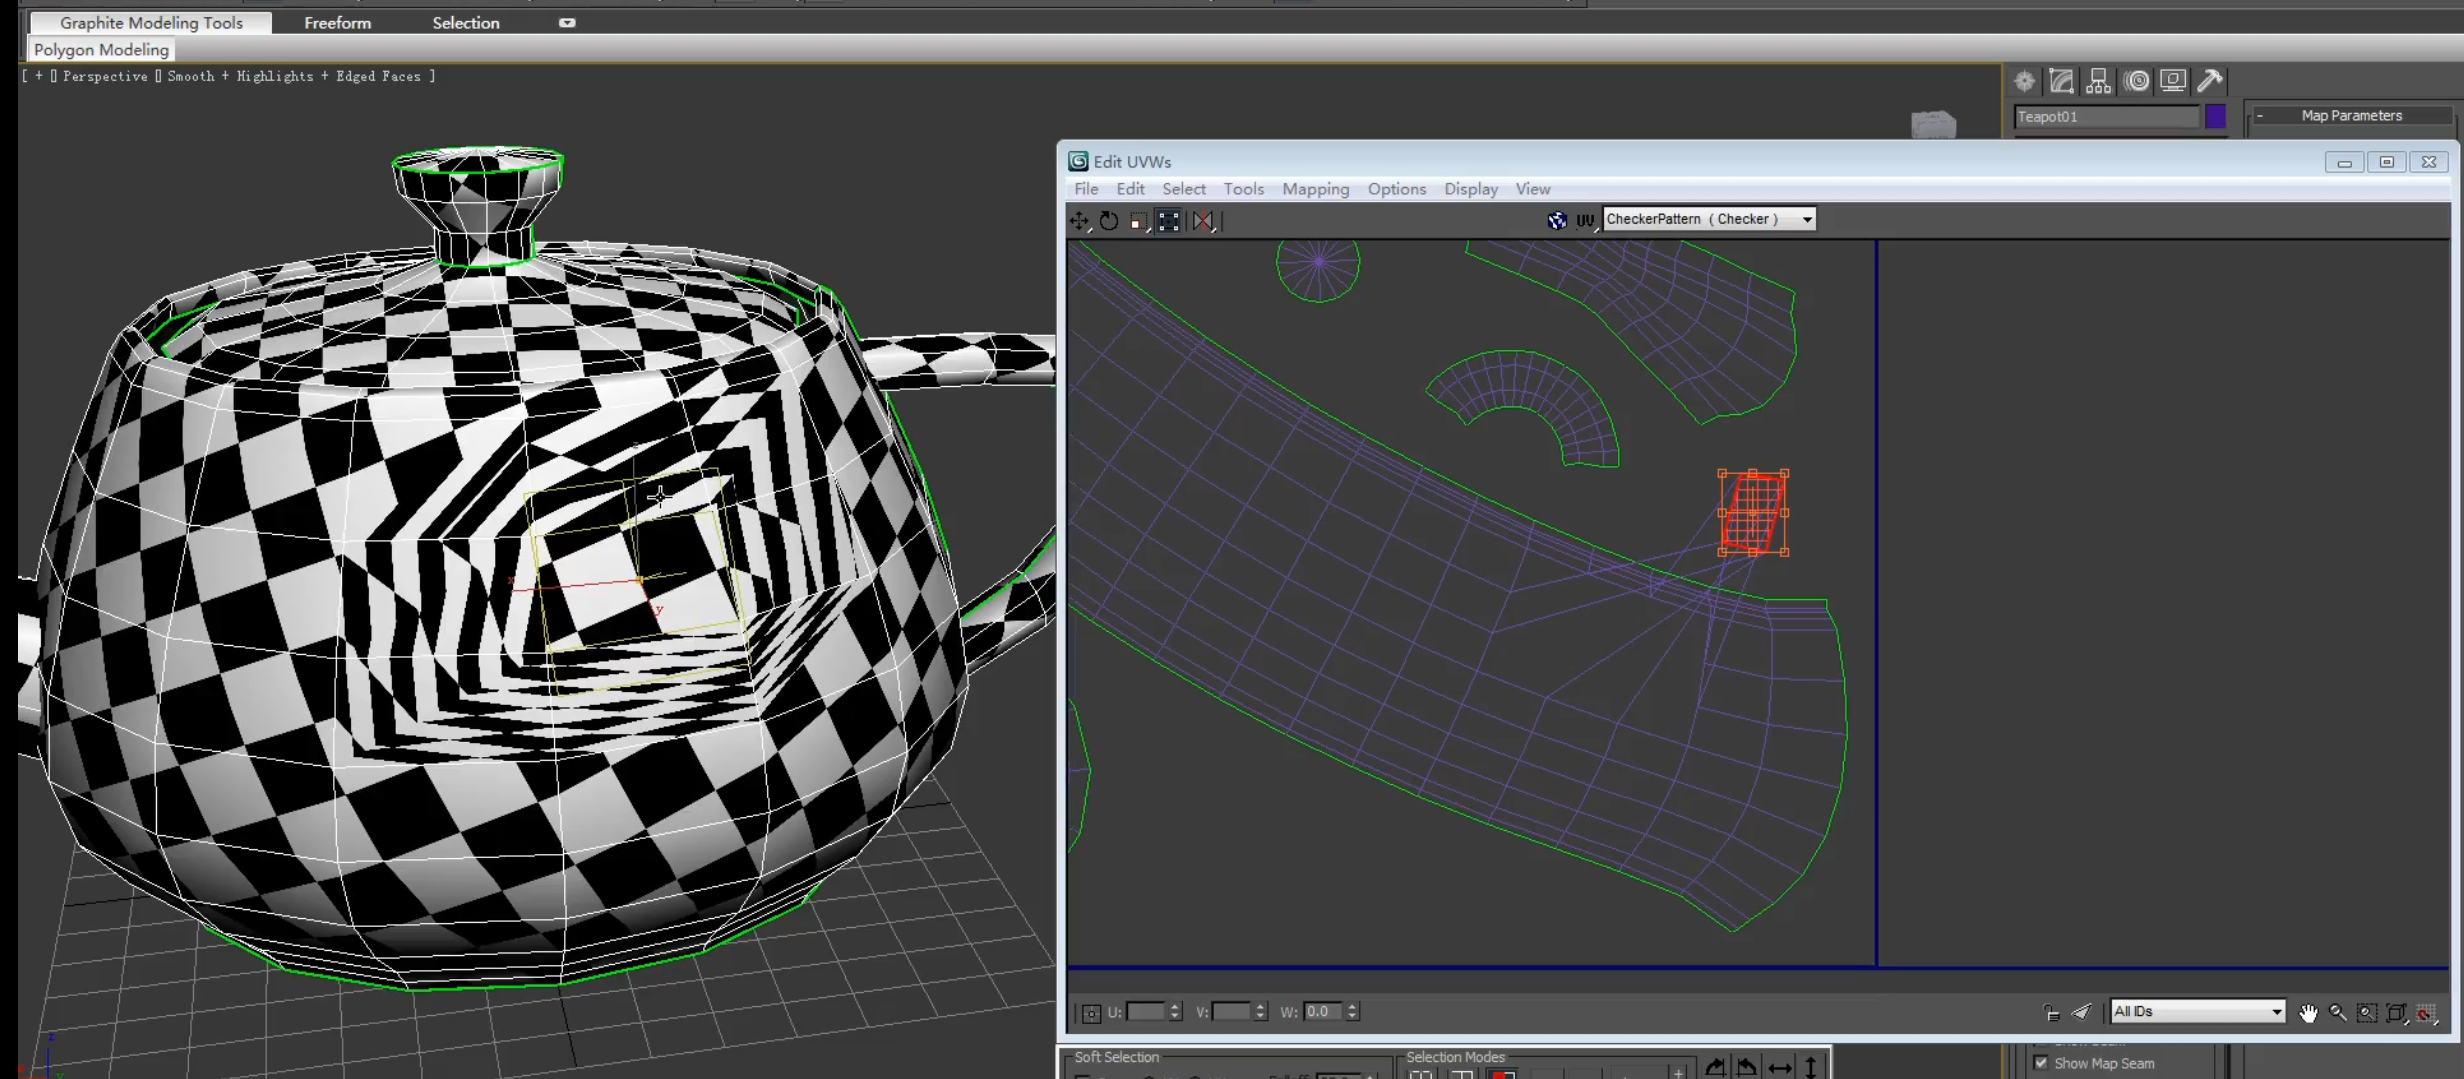 Graphite Modeling Tools Freeform Selection
Polygon Modeling
[ + ▯ Perspective ▯ Smooth + Highlights + Edged Faces ]
Teapot01
- Map Parameters
Edit UVWs
File Edit Select Tools Mapping Options Display View
UV CheckerPattern ( Checker )
x
y
U: V: W: 0.0 All IDs
Soft Selection Selection Modes
Show Map Seam
z